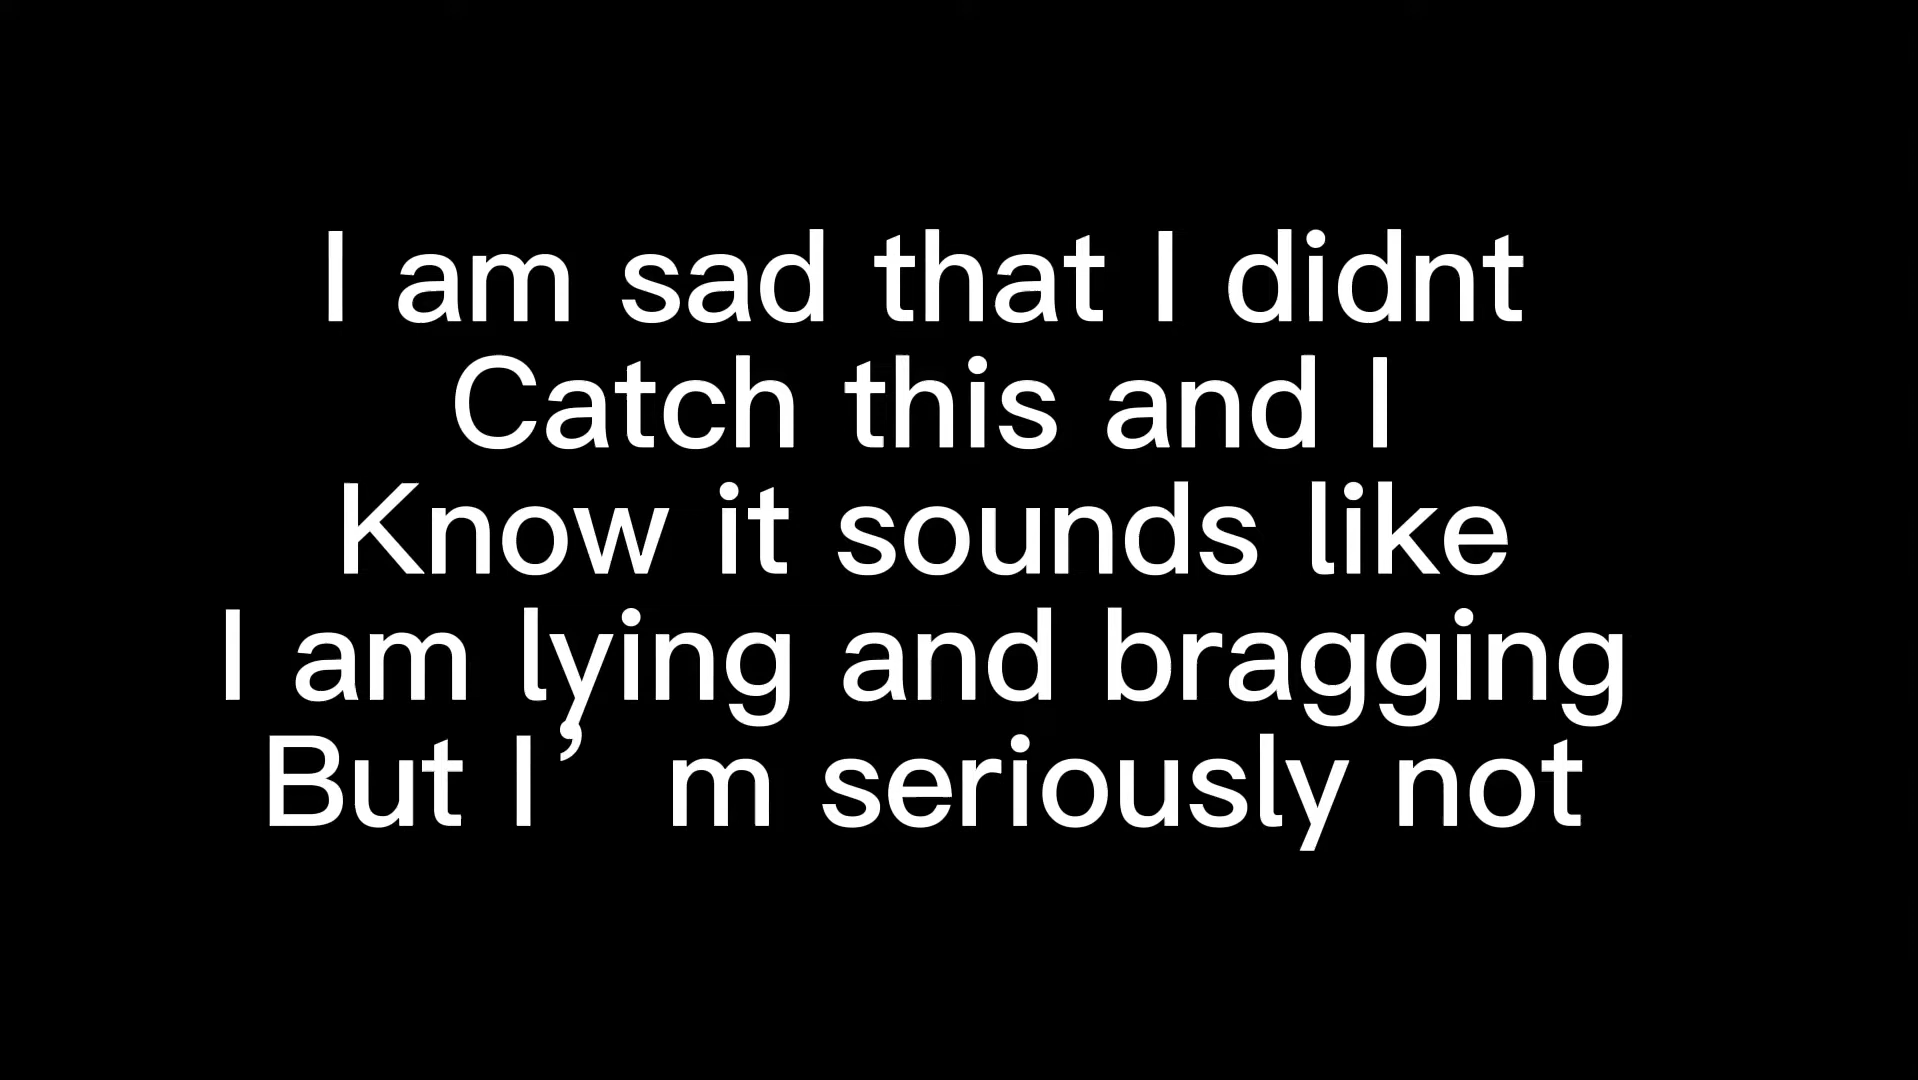 I am sad that I didnt
Catch this and I
Know it sounds like
I am lying and bragging
But I’m seriously not